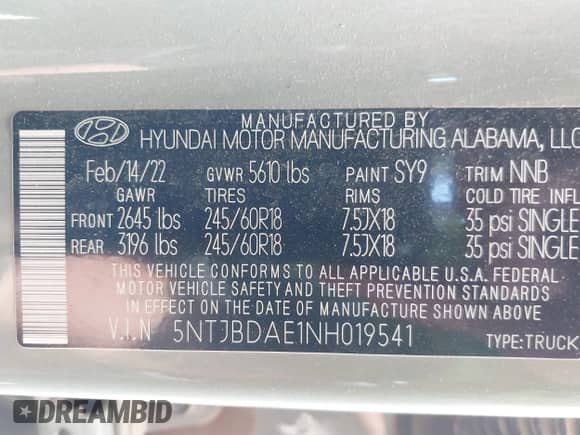 MANUFACTURED BY
HYUNDAI MOTOR MANUFACTURING ALABAMA, LLC
Feb/14/22 GVWR 5610 lbs PAINT SY9 TRIM NNB
GAWR TIRES RIMS COLD TIRE INFL
FRONT 2645 lbs 245/60R18 7.5JX18 35 psi SINGLE
REAR 3196 lbs 245/60R18 7.5JX18 35 psi SINGLE
THIS VEHICLE CONFORMS TO ALL APPLICABLE U.S.A. FEDERAL
MOTOR VEHICLE SAFETY AND THEFT PREVENTION STANDARDS
IN EFFECT ON THE DATE OF MANUFACTURE SHOWN ABOVE
V.I.N 5NTJBDAE1NH019541 TYPE:TRUCK
DREAMBID